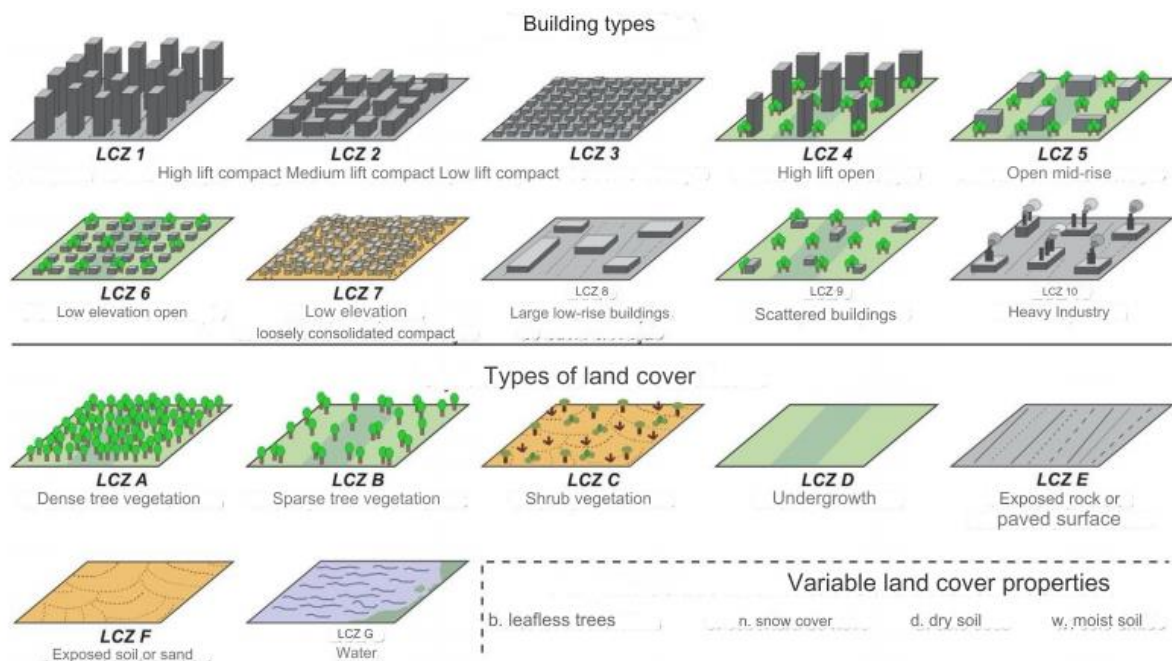 Building types
LCZ 1 LCZ 2 LCZ 3 LCZ 4 LCZ 5
High lift compact Medium lift compact Low lift compact High lift open Open mid-rise
LCZ 6 LCZ 7 LCZ 8 LCZ 9 LCZ 10
Low elevation open Low elevation Large low-rise buildings Scattered buildings Heavy Industry
loosely consolidated compact
Types of land cover
LCZ A LCZ B LCZ C LCZ D LCZ E
Dense tree vegetation Sparse tree vegetation Shrub vegetation Undergrowth Exposed rock or
paved surface
Variable land cover properties
b. leafless trees n. snow cover d. dry soil w. moist soil
LCZ F LCZ G
Exposed soil or sand Water